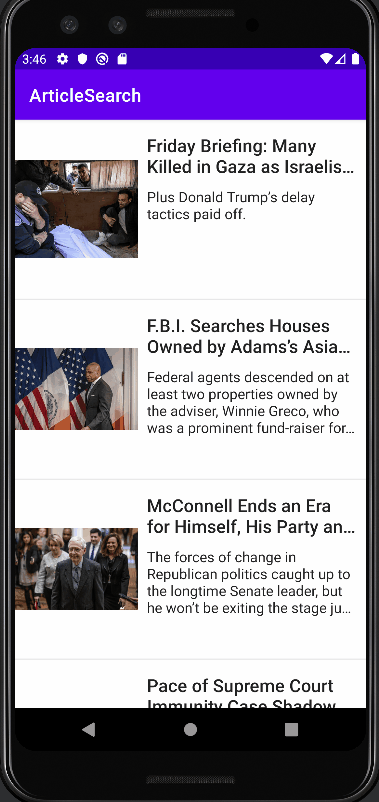 3:46
ArticleSearch
Friday Briefing: Many
Killed in Gaza as Israelis...
Plus Donald Trump's delay
tactics paid off.
F.B.I. Searches Houses
Owned by Adams's Asia...
Federal agents descended on at
least two properties owned by
the adviser, Winnie Greco, who
was a prominent fund-raiser for...
McConnell Ends an Era
for Himself, His Party an...
The forces of change in
Republican politics caught up to
the longtime Senate leader, but
he won't be exiting the stage ju...
Pace of Supreme Court
Immunity Case Shadow